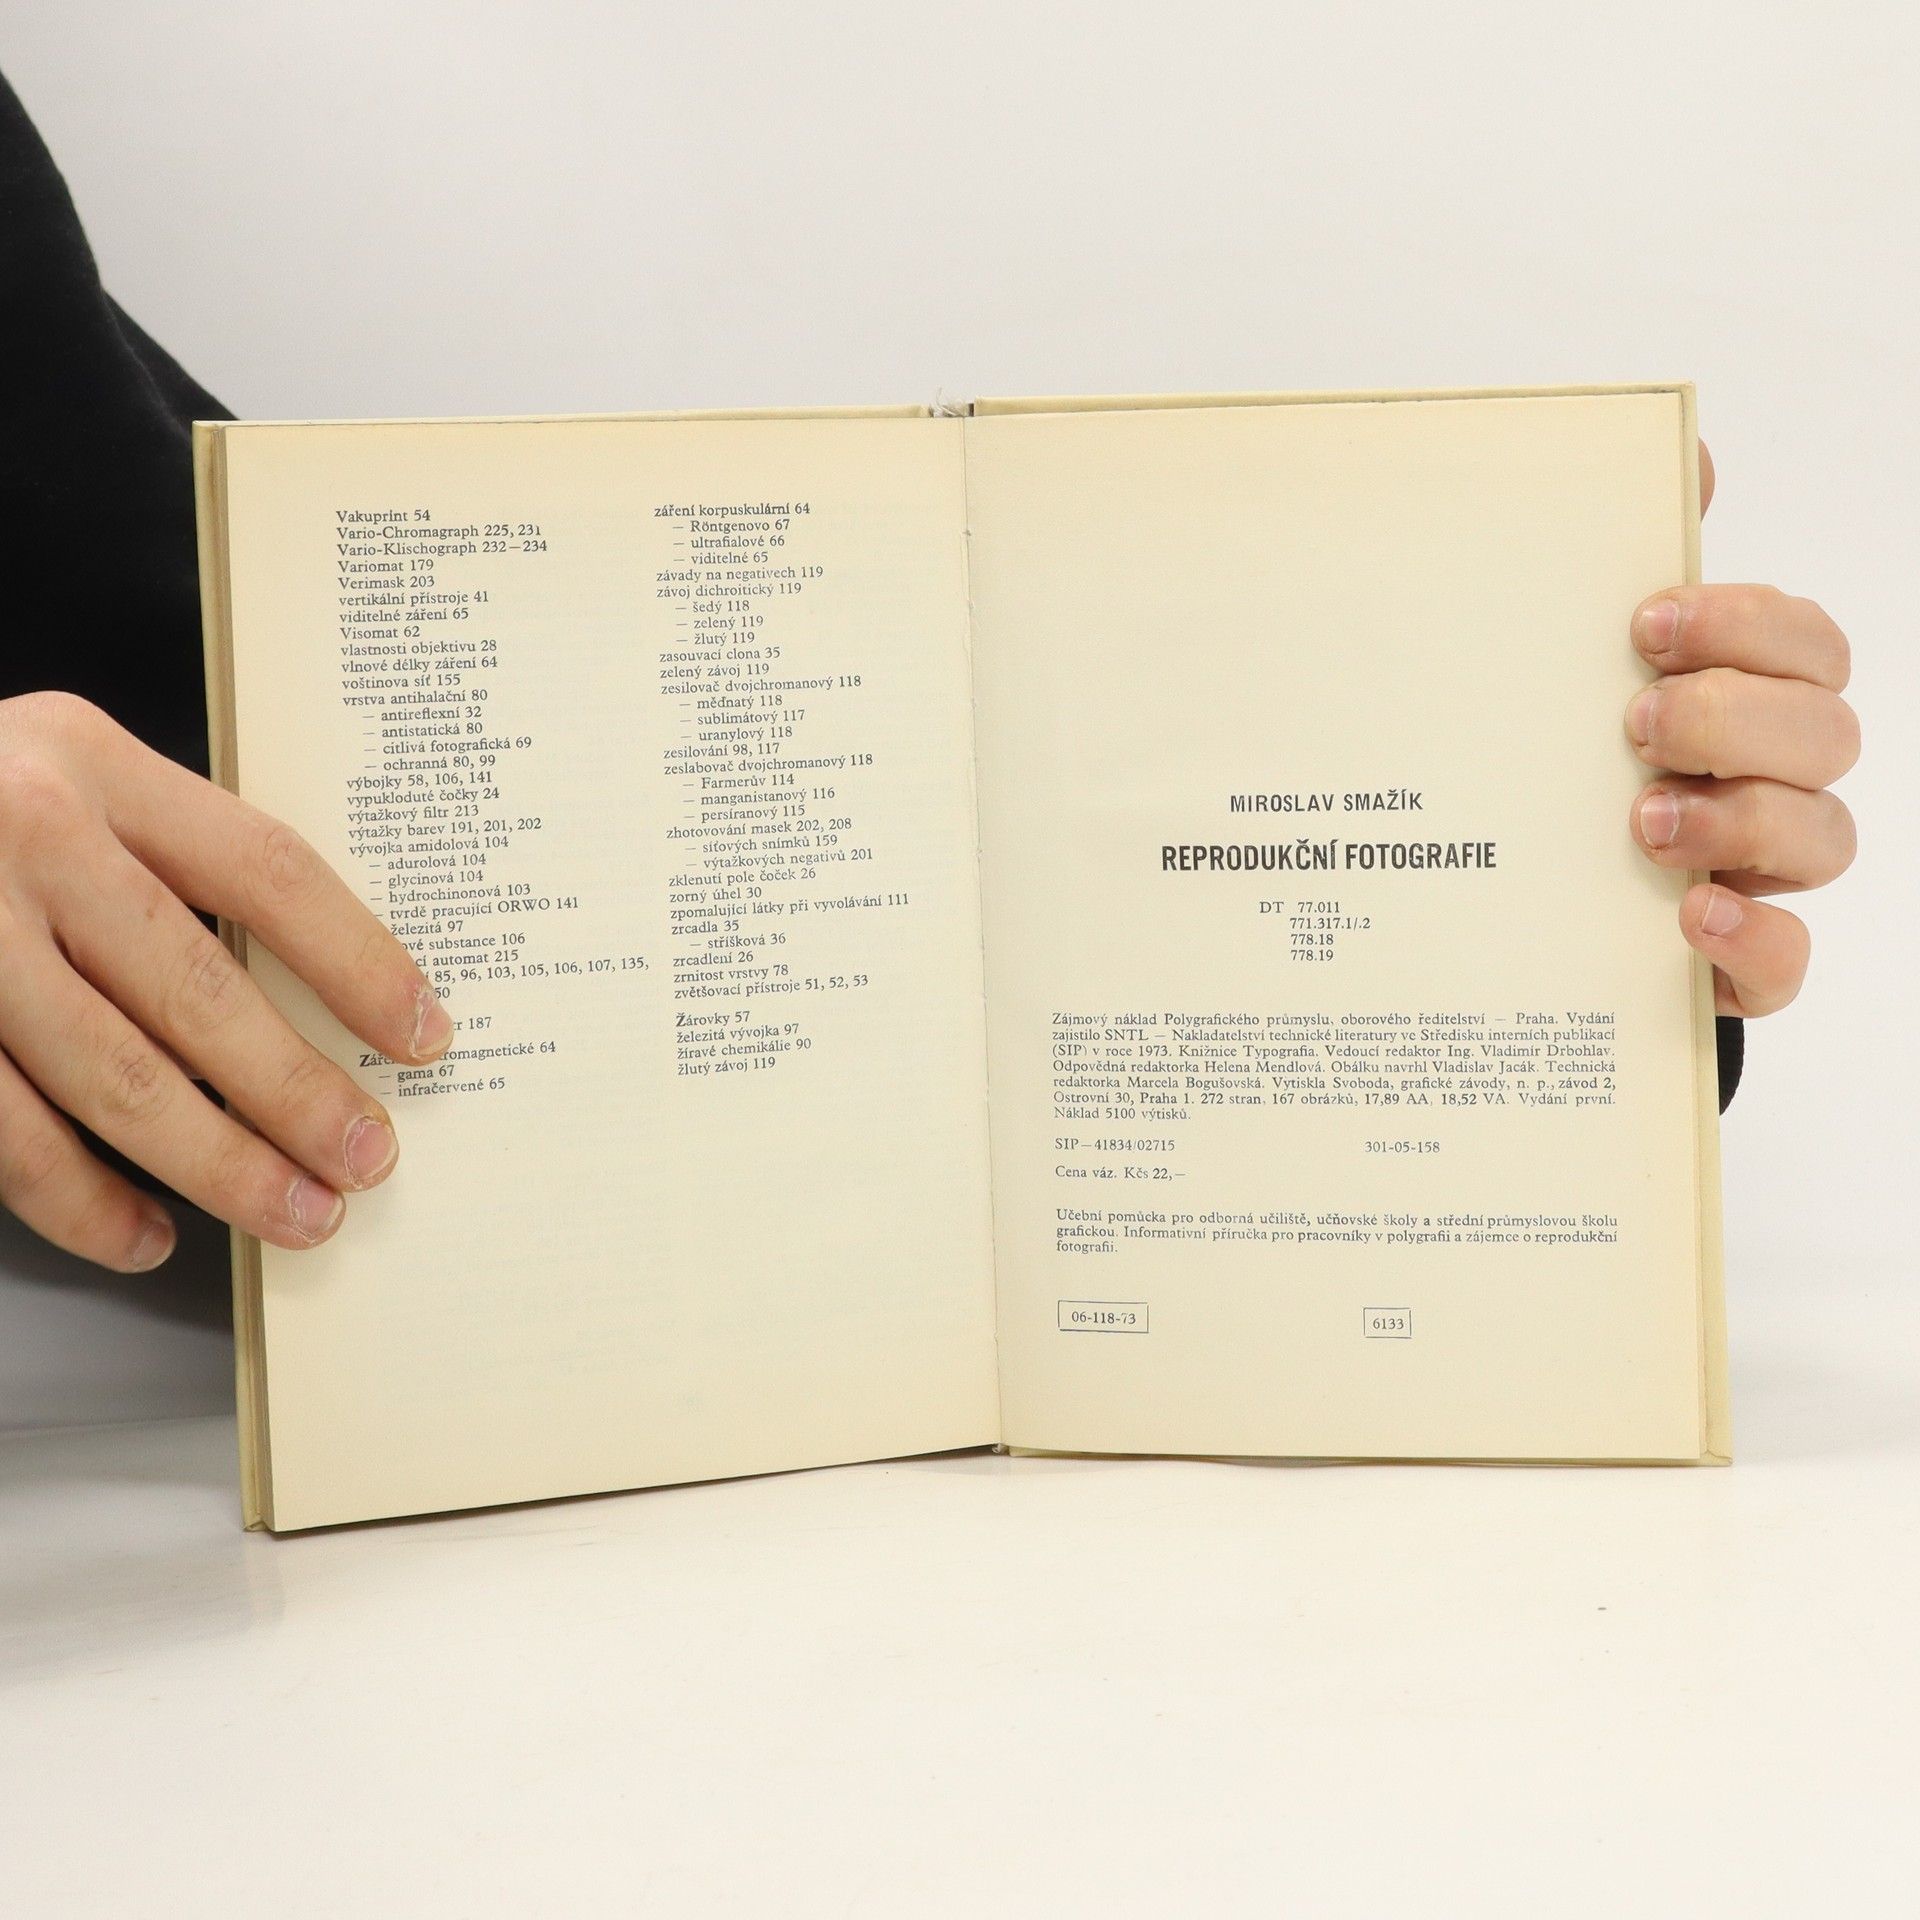 Vakuprint 54
Vario-Chromagraph 225, 231
Vario-Klischograph 232—234
Variomat 179
Verimask 203
vertikální přístroje 41
viditelné záření 65
Visomat 62
vlastnosti objektivu 28
vlnové délky záření 64
voštinova síť 155
vrstva antihalační 80
— antireflexní 32
— antistatická 80
— citlivá fotografická 69
— ochranná 80, 99
výbojky 58, 106, 141
vypukloduté čočky 24
výtažkový filtr 213
výtažky barev 191, 201, 202
vývojka amidolová 104
— adurolová 104
— glycinová 104
— hydrochinonová 103
— tvrdě pracující ORWO 141
železitá 97
substance 106
automat 215
85, 96, 103, 105, 106, 107, 135,
50
187
64
— gama 67
— infračervené 65
záření korpuskulární 64
— Röntgenovo 67
— ultrafialové 66
— viditelné 65
závady na negativech 119
závoj dichroitický 119
— šedý 118
— zelený 119
— žlutý 119
zasouvací clona 35
zelený závoj 119
zesilovač dvojchromanový 118
— měďnatý 118
— sublimátový 117
— uranylový 118
zesilování 98, 117
zeslabovač dvojchromanový 118
— Farmerův 114
— manganistanový 116
— persíranový 115
zhotovování masek 202, 208
— síťových snímků 159
— výtažkových negativů 201
zklenutí pole čoček 26
zorný úhel 30
zpomalující látky při vyvolávání 111
zrcadla 35
— stříšková 36
zrcadlení 26
zrnitost vrstvy 78
zvětšovací přístroje 51, 52, 53
Žárovky 57
železitá vývojka 97
žíravé chemikálie 90
žlutý závoj 119
MIROSLAV SMAŽÍK
REPRODUKČNÍ FOTOGRAFIE
DT 77.011
771.317.1/.2
778.18
778.19
Zájmový náklad Polygrafického průmyslu, oborového ředitelství — Praha. Vydání
zajistilo SNTL — Nakladatelství technické literatury ve Středisku interních publikací
(SIP) v roce 1973. Knižnice Typografia. Vedoucí redaktor Ing. Vladimír Drbohlav.
Odpovědná redaktorka Helena Mendlová. Obálku navrhl Vladislav Jacák. Technická
redaktorka Marcela Bogušovská. Vytiskla Svoboda, grafické závody, n. p., závod 2,
Ostrovní 30, Praha 1. 272 stran, 167 obrázků, 17,89 AA, 18,52 VA. Vydání první.
Náklad 5100 výtisků.
SIP—41834/02715 301-05-158
Cena váz. Kčs 22,—
Učební pomůcka pro odborná učiliště, učňovské školy a střední průmyslovou školu
grafickou. Informativní příručka pro pracovníky v polygrafii a zájemce o reprodukční
fotografii.
06-118-73 6133